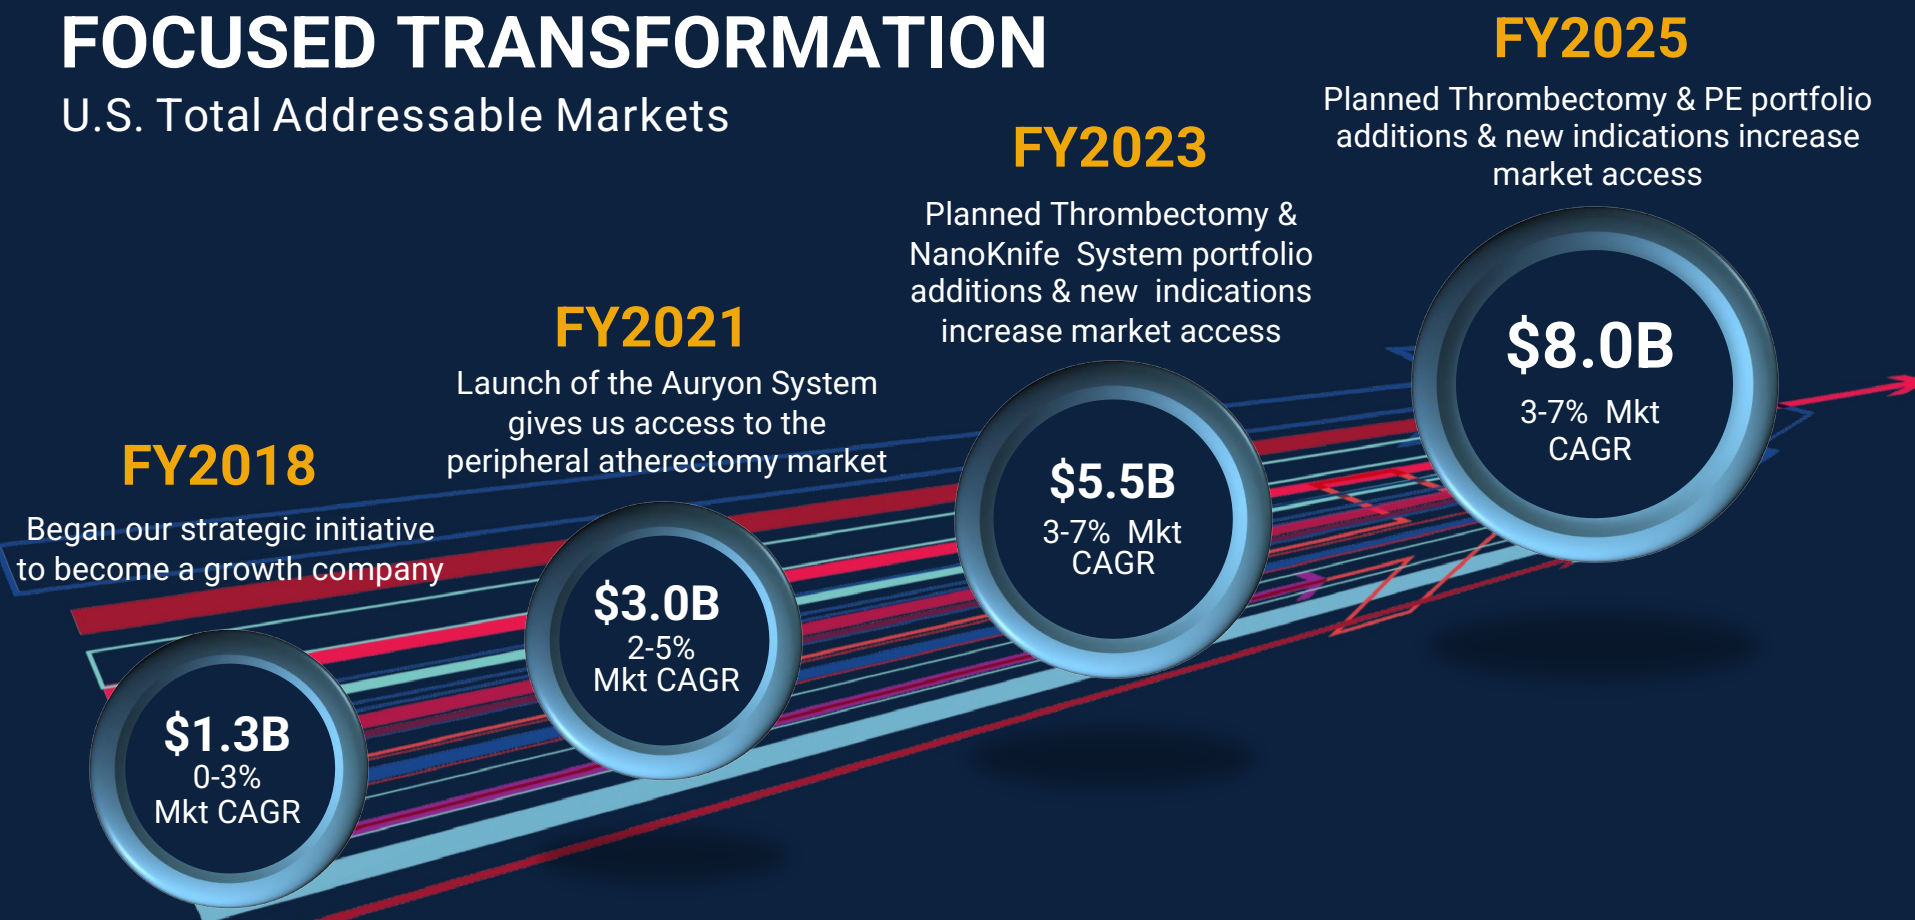 FOCUSED TRANSFORMATION
U.S. Total Addressable Markets
FY2018
Began our strategic initiative
to become a growth company
$1.3B
0-3%
Mkt CAGR
FY2021
Launch of the Auryon System
gives us access to the
peripheral atherectomy market
$3.0B
2-5%
Mkt CAGR
FY2023
Planned Thrombectomy &
NanoKnife System portfolio
additions & new indications
increase market access
$5.5B
3-7% Mkt
CAGR
FY2025
Planned Thrombectomy & PE portfolio
additions & new indications increase
market access
$8.0B
3-7% Mkt
CAGR